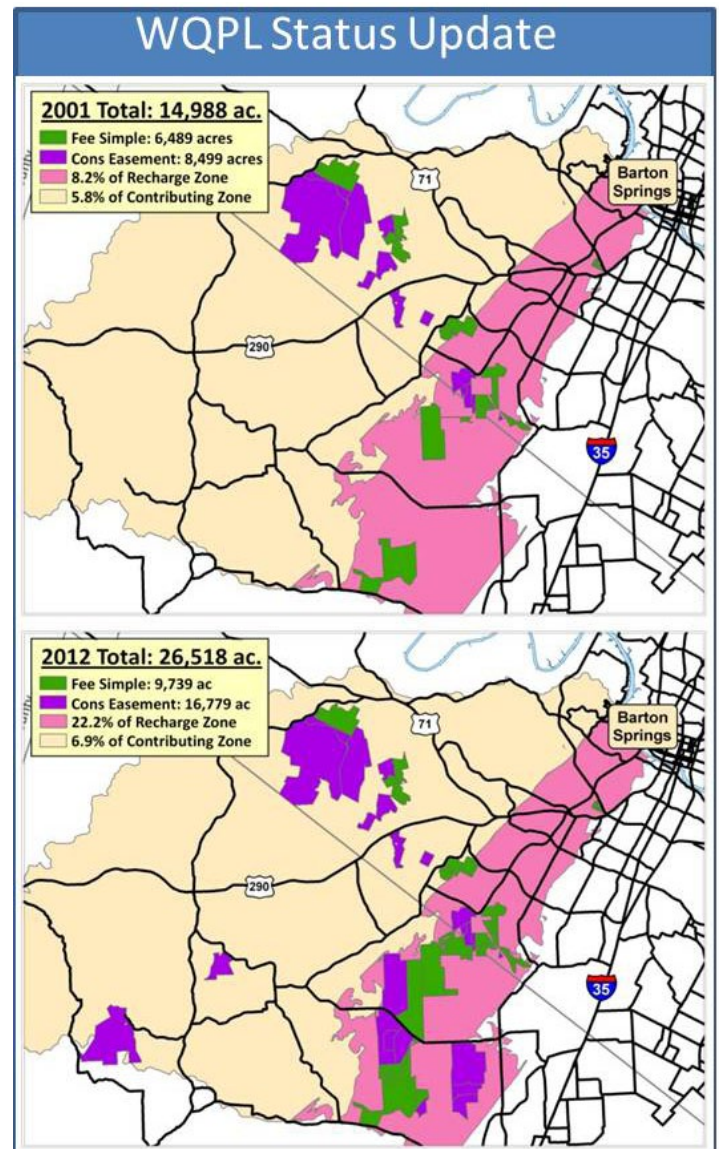 WQPL Status Update
2001 Total: 14,988 ac.
Fee Simple: 6,489 acres
Cons Easement: 8,499 acres
8.2% of Recharge Zone
5.8% of Contributing Zone
71
Barton
Springs
290
35
2012 Total: 26,518 ac.
Fee Simple: 9,739 ac
Cons Easement: 16,779 ac
22.2% of Recharge Zone
6.9% of Contributing Zone
71
Barton
Springs
290
35